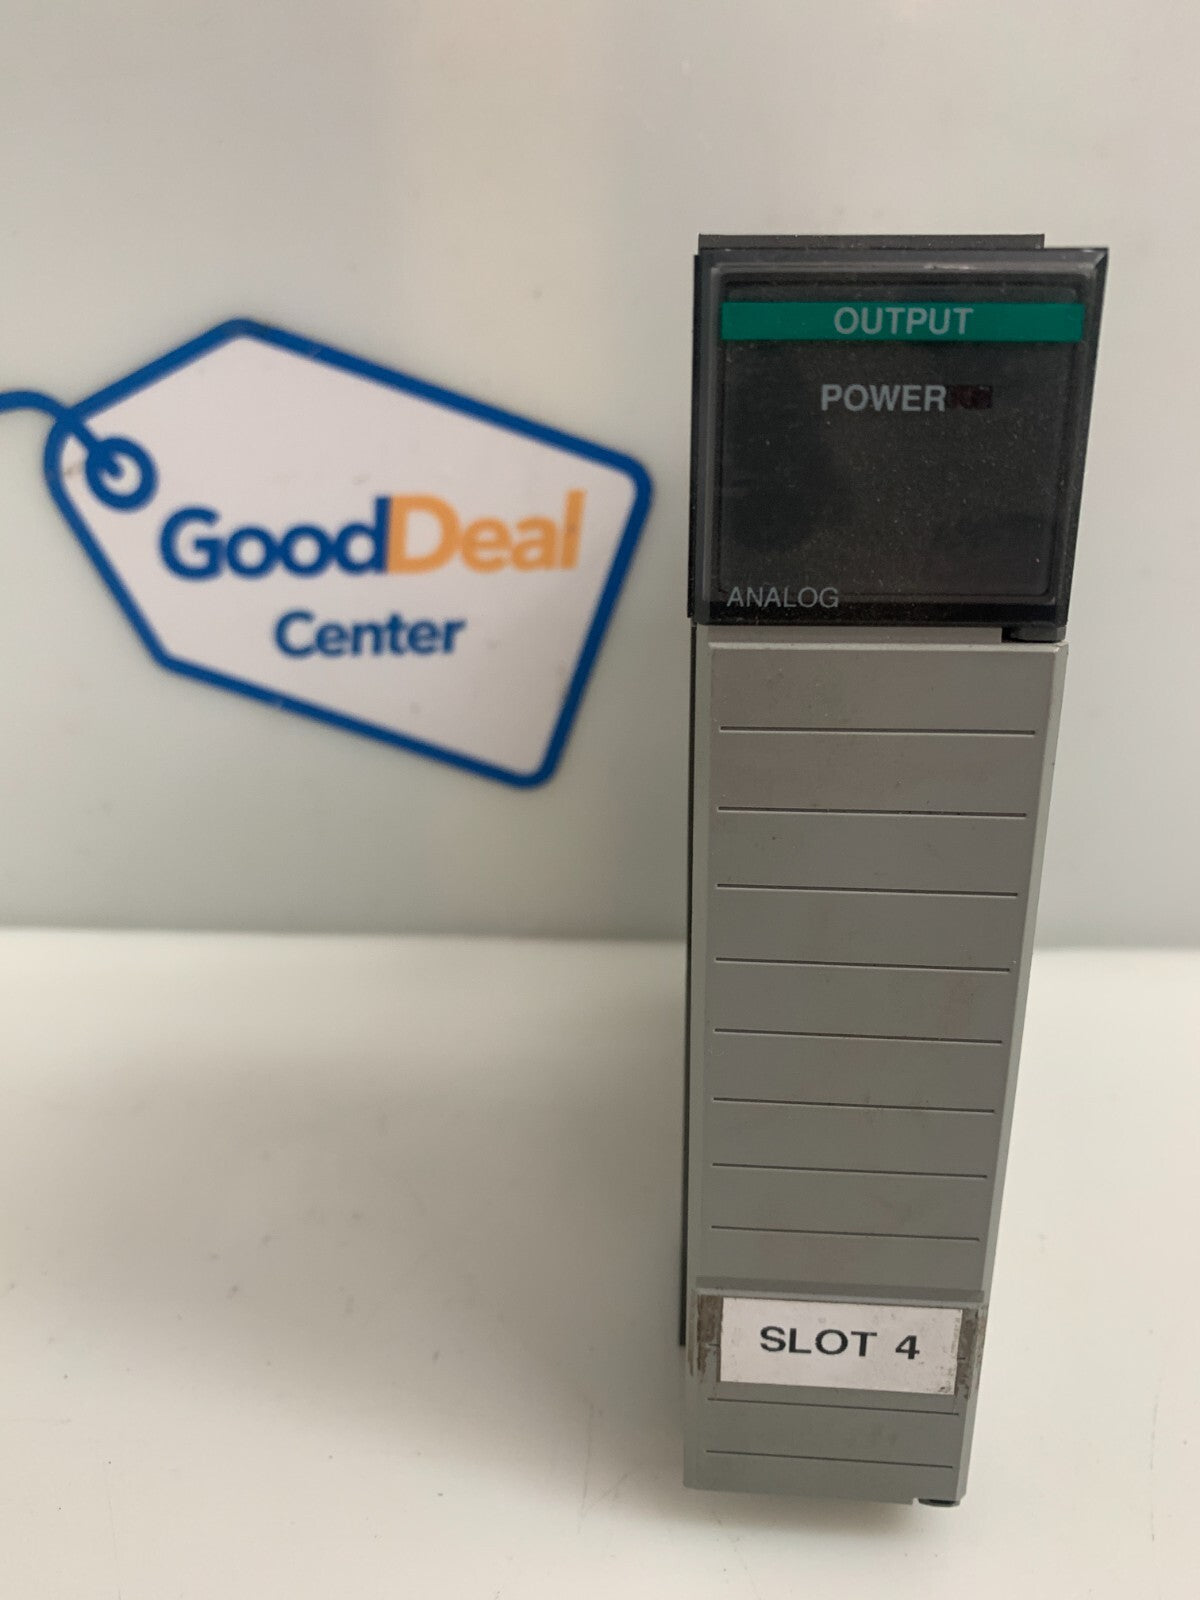 OUTPUT
POWER
ANALOG
GoodDeal
Center
SLOT 4